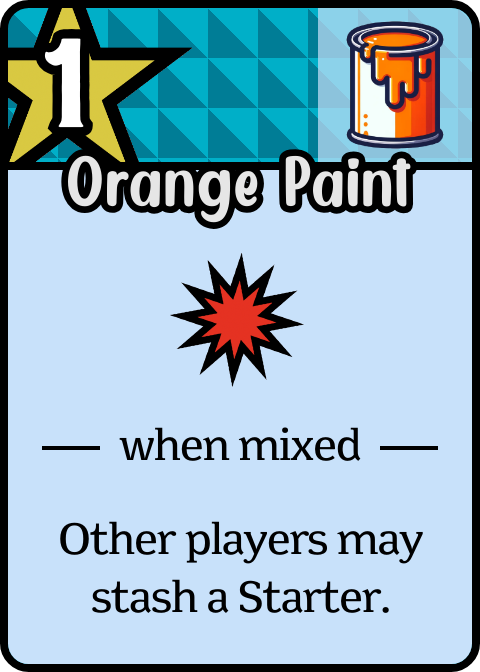 1
Orange Paint
when mixed
Other players may
stash a Starter.